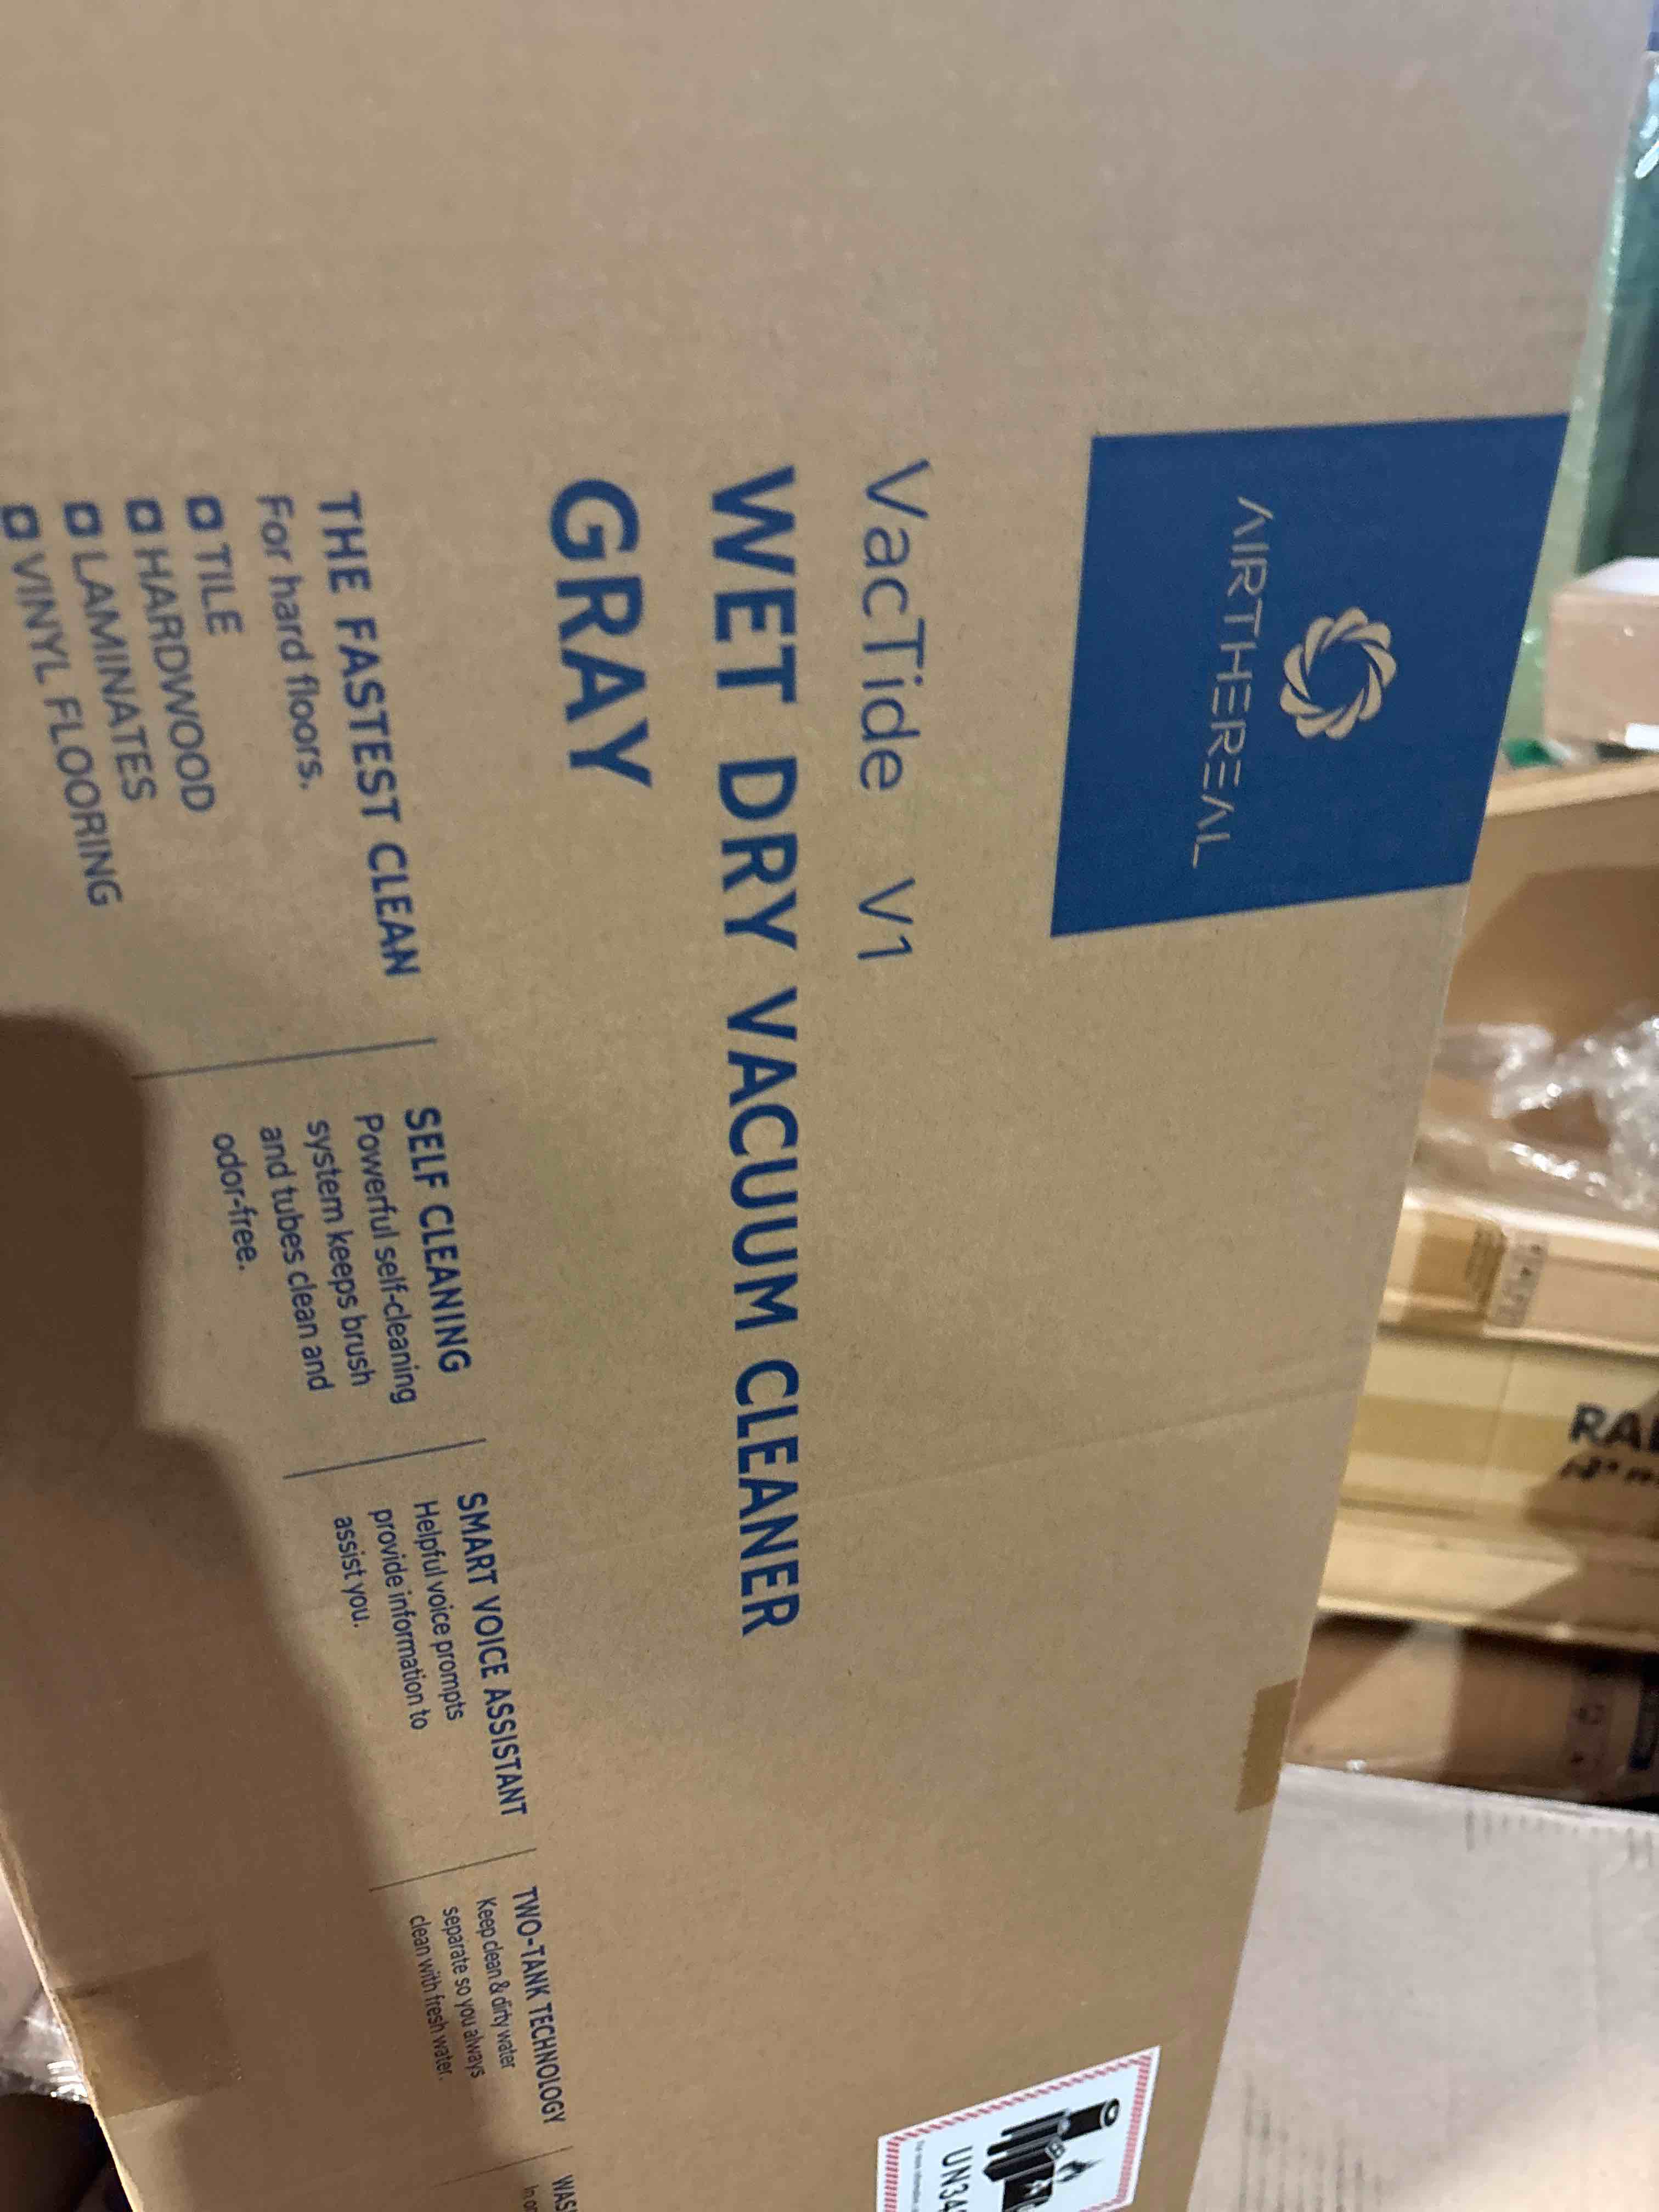 AIRTHEREAL
VacTide V1
WET DRY VACUUM CLEANER
GRAY
THE FASTEST CLEAN
For hard floors.
TILE
HARDWOOD
LAMINATES
VINYL FLOORING
SELF CLEANING
Powerful self-cleaning
system keeps brush
and tubes clean and
odor-free.
SMART VOICE ASSISTANT
Helpful voice prompts
provide information to
assist you.
TWO-TANK TECHNOLOGY
Keep clean & dirty water
separate so you always
clean with fresh water.